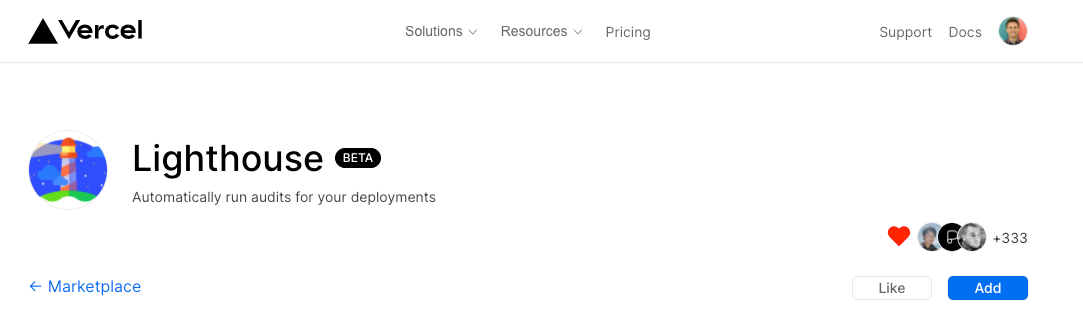 Vercel
Solutions Resources Pricing Support Docs
Lighthouse BETA
Automatically run audits for your deployments
+333
← Marketplace
Like Add